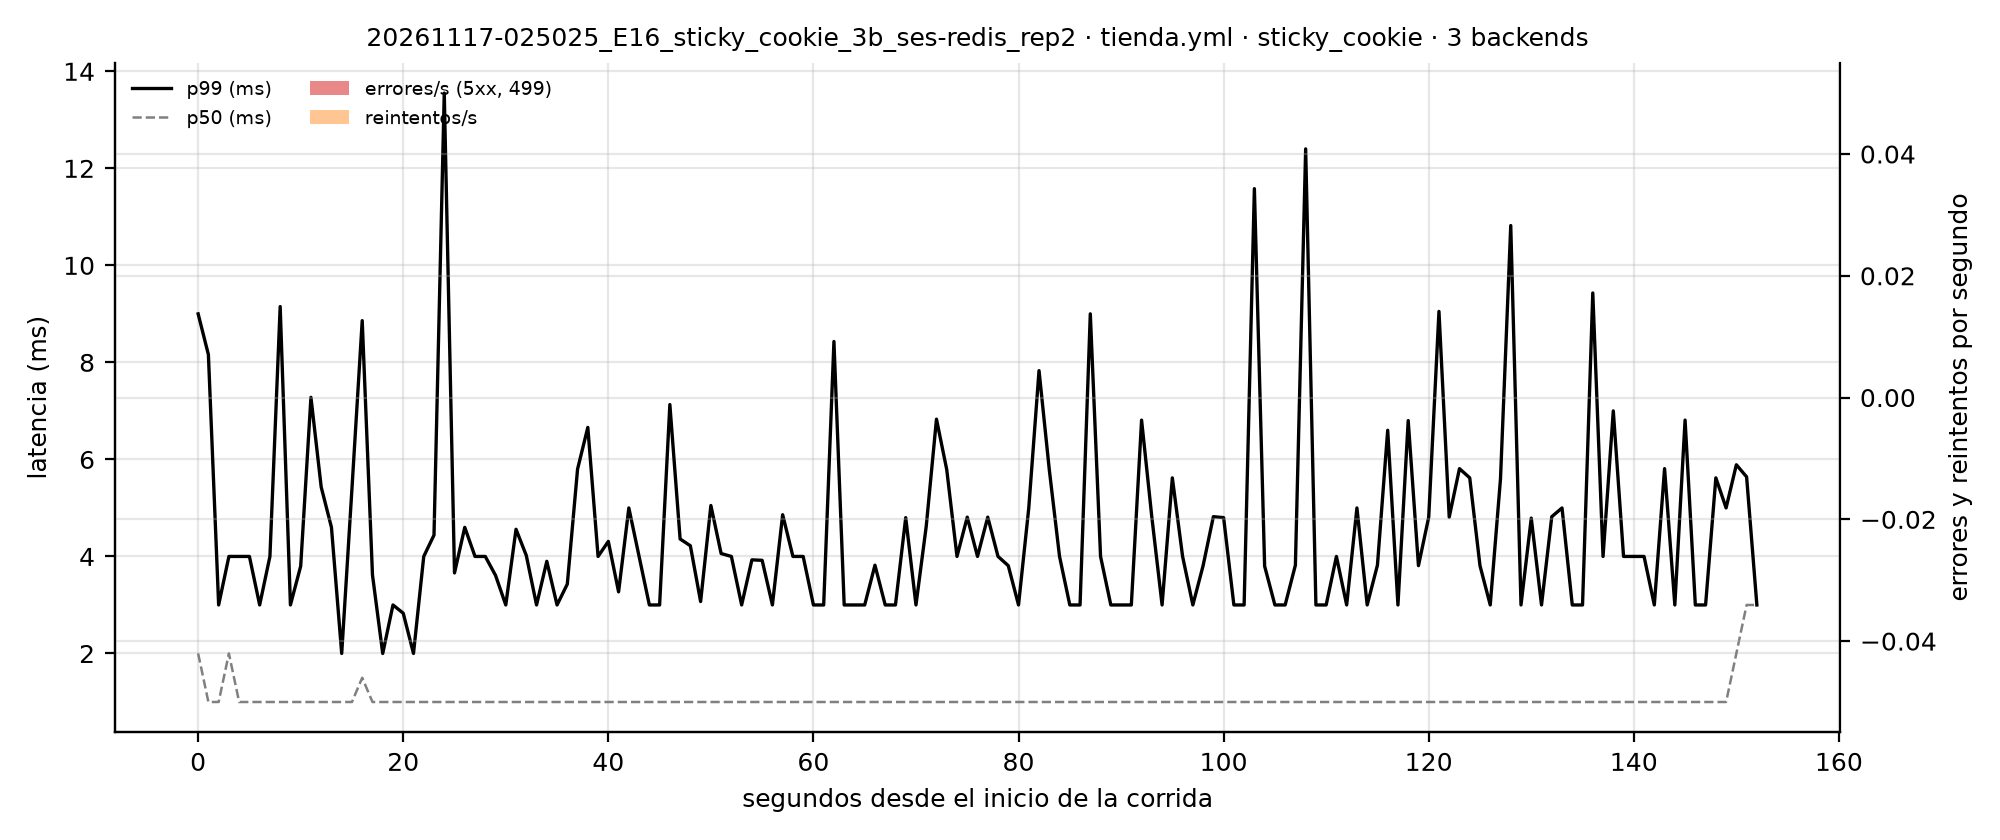 20261117-025025_E16_sticky_cookie_3b_ses-redis_rep2 · tienda.yml · sticky_cookie · 3 backends
p99 (ms)
p50 (ms)
errores/s (5xx, 499)
reintentos/s
latencia (ms)
14
12
10
8
6
4
2
0.04
0.02
0.00
−0.02
−0.04
errores y reintentos por segundo
0 20 40 60 80 100 120 140 160
segundos desde el inicio de la corrida